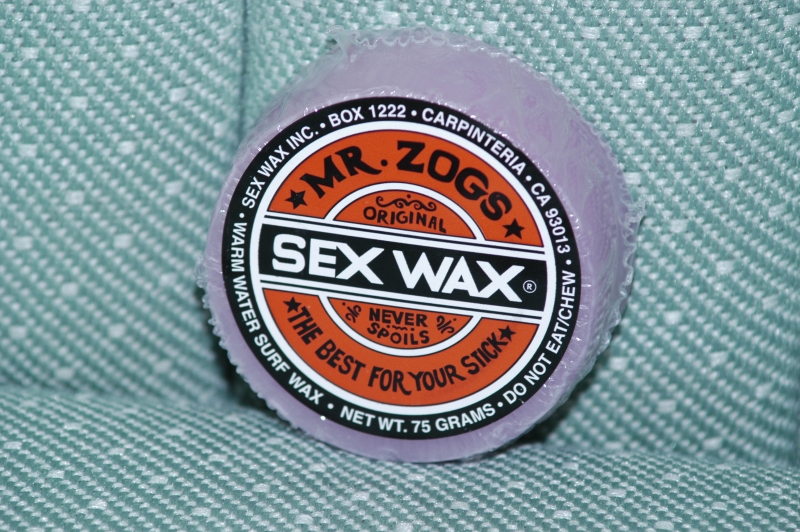 SEX WAX INC. • BOX 1222 • CARPINTERIA, CA 93013 •
MR. ZOGS
ORIGINAL
SEX WAX ®
NEVER
SPOILS
THE BEST FOR YOUR STICK
• WARM WATER SURF WAX • NET WT. 75 GRAMS • DO NOT EAT/CHEW •